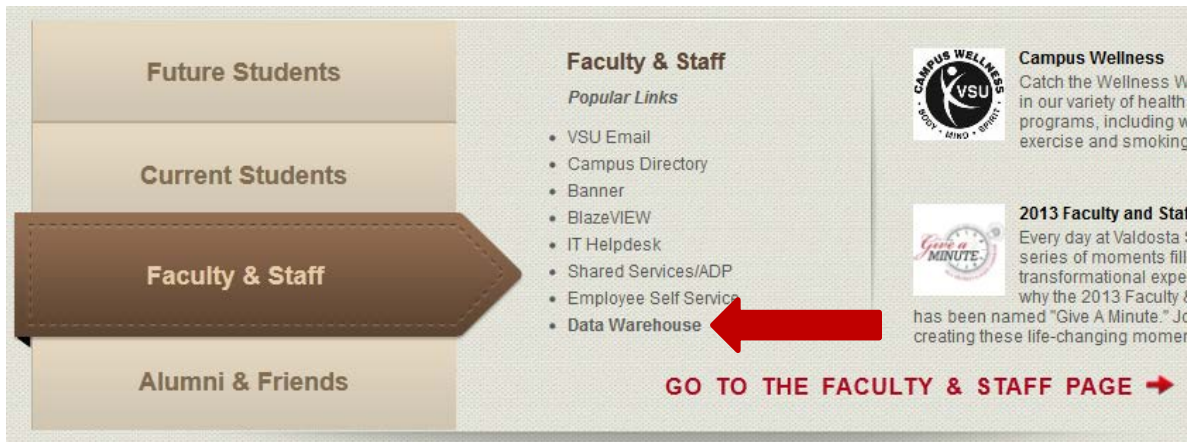 Future Students
Current Students
Faculty & Staff
Alumni & Friends
Faculty & Staff
Popular Links
VSU Email
Campus Directory
Banner
BlazeVIEW
IT Helpdesk
Shared Services/ADP
Employee Self Service
Data Warehouse
CAMPUS WELLNESS
VSU
BODY • MIND • SPIRIT
Campus Wellness
Catch the Wellness W
in our variety of health
programs, including w
exercise and smoking
Give a
MINUTE
2013 Faculty and Staf
Every day at Valdosta S
series of moments fill
transformational expe
why the 2013 Faculty &
has been named "Give A Minute." Jo
creating these life-changing momen
GO TO THE FACULTY & STAFF PAGE